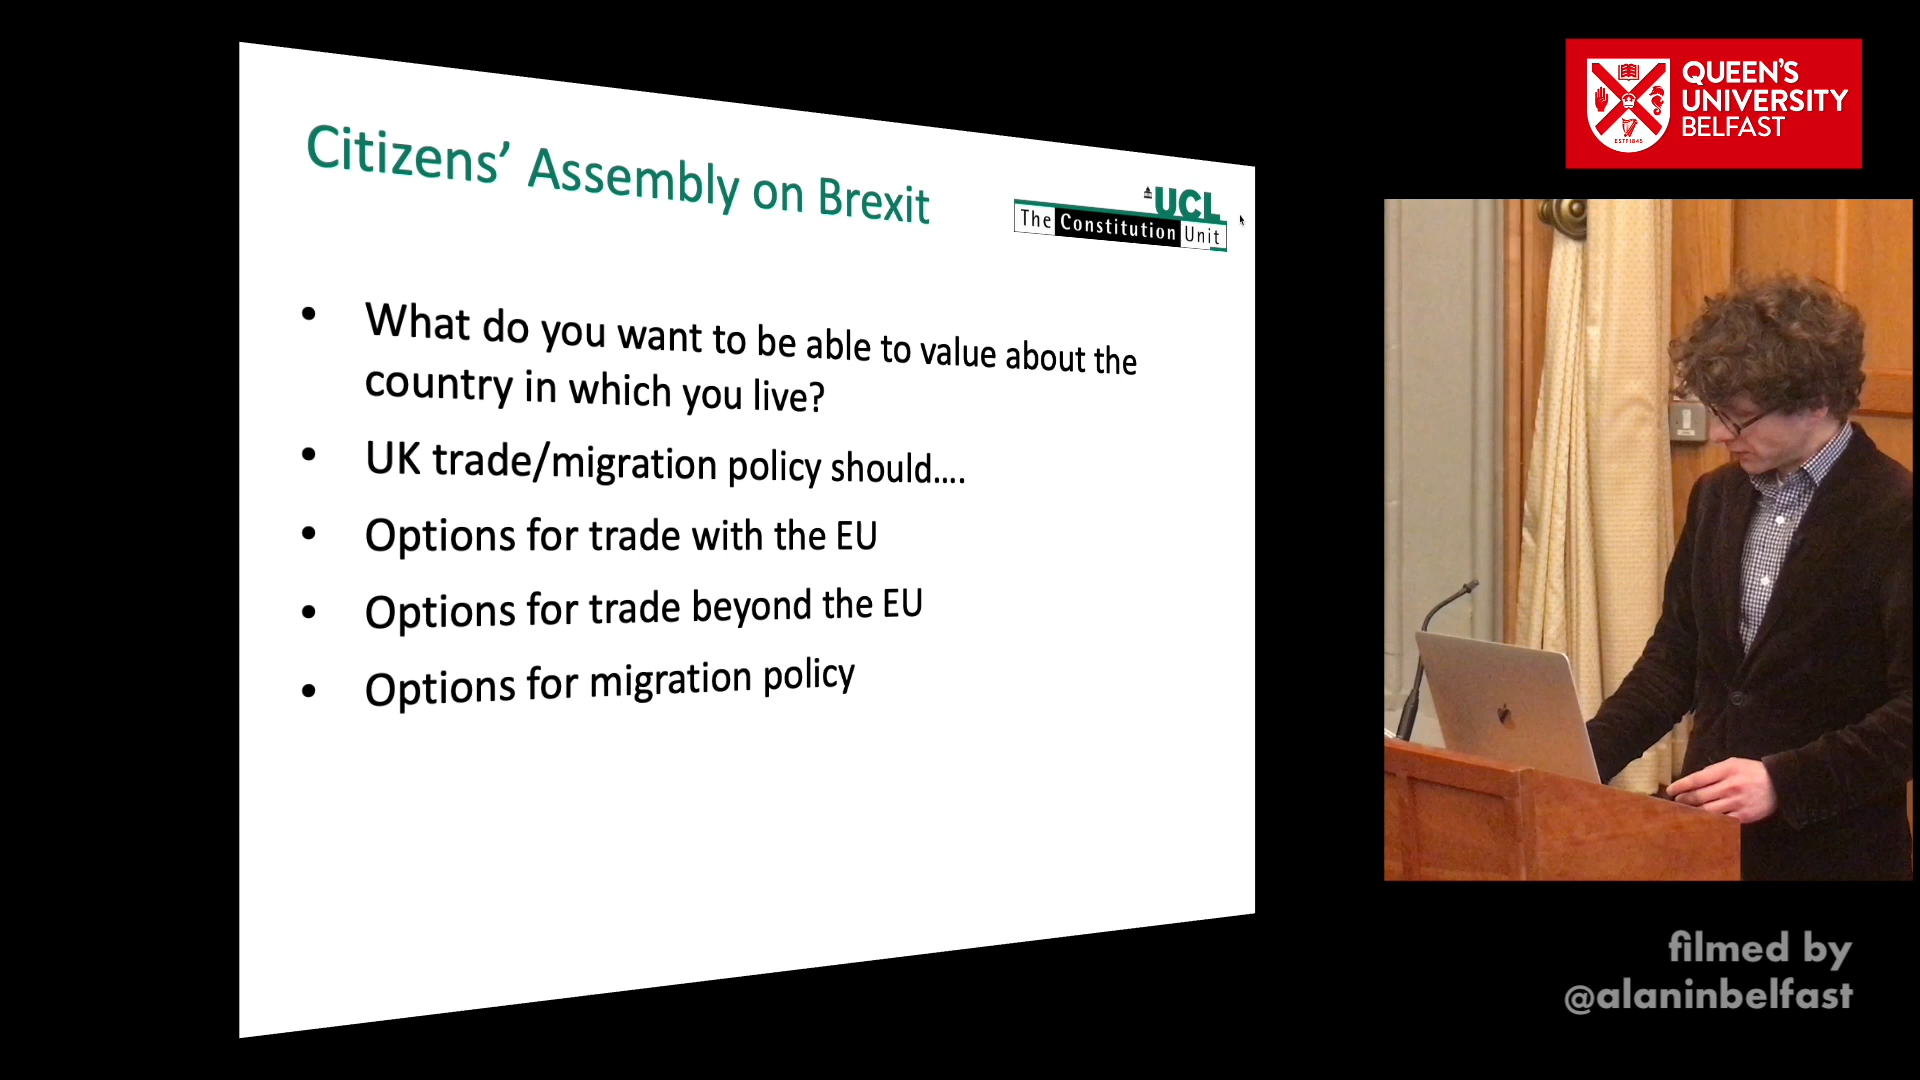 Citizens’ Assembly on Brexit
UCL
The Constitution Unit
• What do you want to be able to value about the
country in which you live?
• UK trade/migration policy should....
• Options for trade with the EU
• Options for trade beyond the EU
• Options for migration policy
QUEEN'S
UNIVERSITY
BELFAST
ESTD1845
filmed by
@alaninbelfast